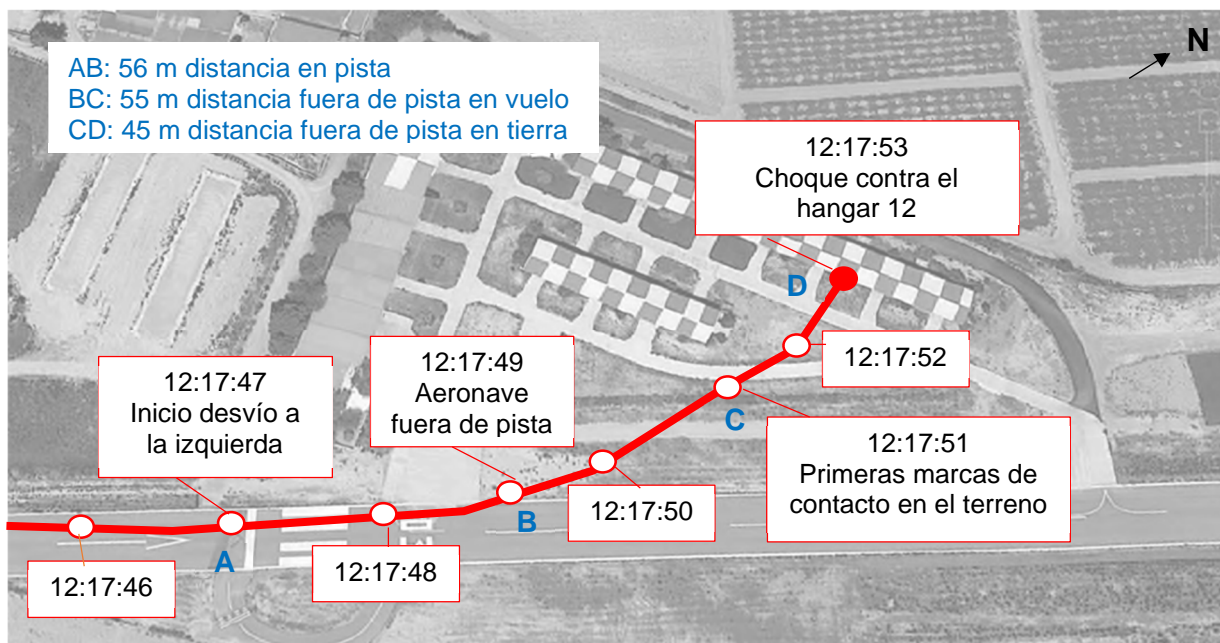 AB: 56 m distancia en pista
BC: 55 m distancia fuera de pista en vuelo
CD: 45 m distancia fuera de pista en tierra
N
12:17:53
Choque contra el
hangar 12
D
12:17:52
12:17:47
Inicio desvío a
la izquierda
12:17:49
Aeronave
fuera de pista
C
12:17:51
Primeras marcas de
contacto en el terreno
12:17:50
B
A
12:17:48
12:17:46